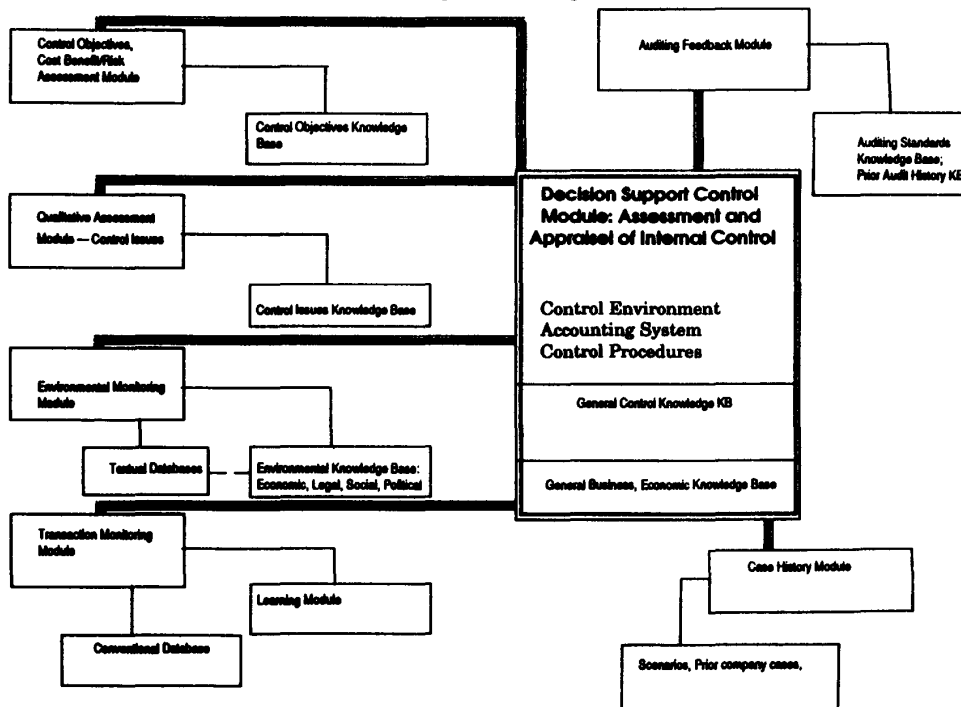 Control Objectives,
Cost Benefit/Risk
Assessment Module
Control Objectives Knowledge
Base
Qualitative Assessment
Module — Control Issues
Control Issues Knowledge Base
Environmental Monitoring
Module
Textual Databases
Environmental Knowledge Base:
Economic, Legal, Social, Political
Transaction Monitoring
Module
Learning Module
Conventional Database
Auditing Feedback Module
Auditing Standards
Knowledge Base;
Prior Audit History KB
Decision Support Control
Module: Assessment and
Appraisel of Internal Control
Control Environment
Accounting System
Control Procedures
General Control Knowledge KB
General Business, Economic Knowledge Base
Case History Module
Scenarios, Prior company cases,